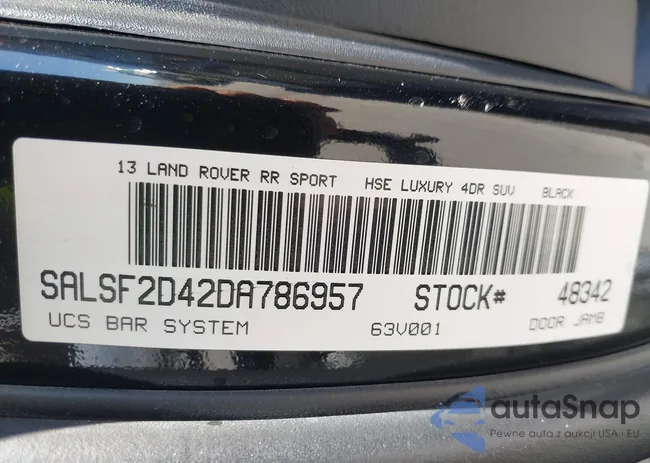 13 LAND ROVER RR SPORT HSE LUXURY 4DR SUV BLACK
SALSF2D42DA786957 STOCK# 48342
UCS BAR SYSTEM 63V001 DOOR JAMB
autaSnap
Pewne auta z aukcji USA i EU